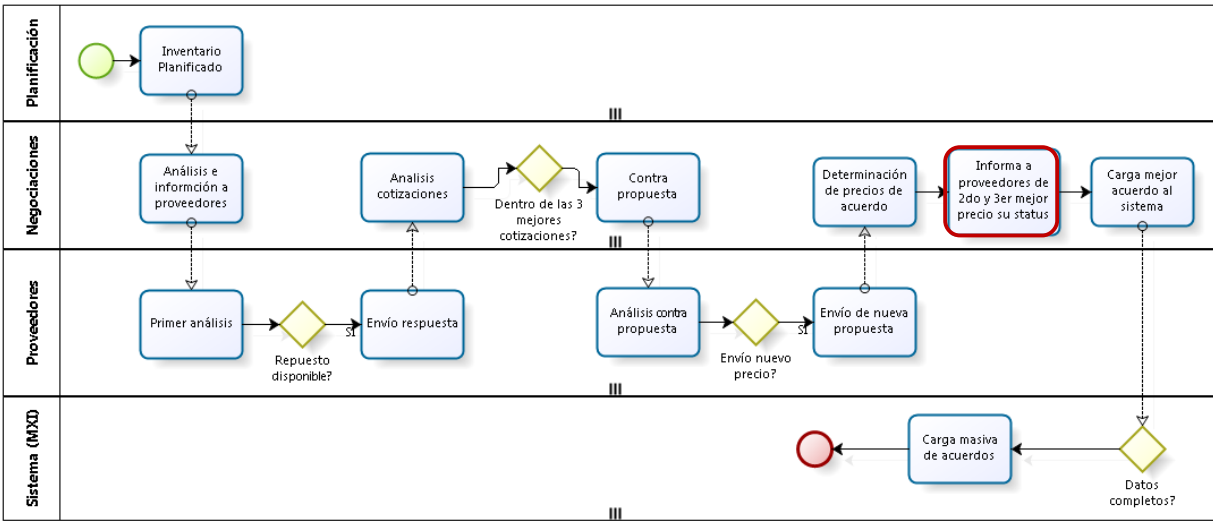 Planificación
Inventario
Planificado
Negociaciones
Análisis e
informción a
proveedores
Analisis
cotizaciones
Dentro de las 3
mejores
cotizaciones?
Contra
propuesta
Determinación
de precios de
acuerdo
Informa a
proveedores de
2do y 3er mejor
precio su status
Carga mejor
acuerdo al
sistema
Proveedores
Primer análisis
Repuesto
disponible?
SI
Envío respuesta
Análisis contra
propuesta
Envío nuevo
precio?
SI
Envío de nueva
propuesta
Sistema (MXI)
Carga masiva
de acuerdos
Datos
completos?